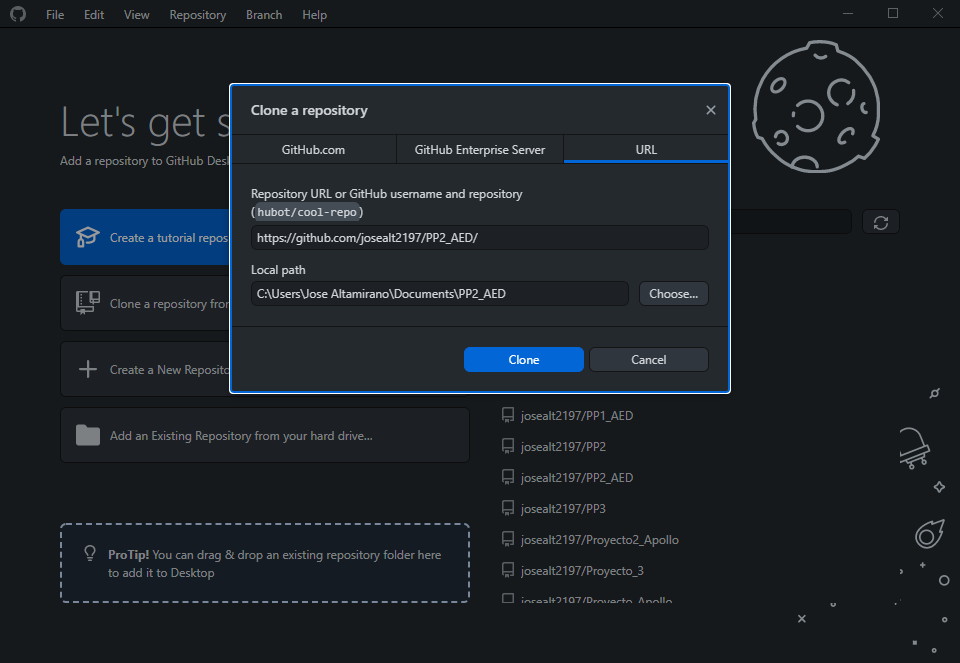 File Edit View Repository Branch Help
Let's get s
Add a repository to GitHub Desk
Create a tutorial repos
Clone a repository from
Create a New Reposito
Add an Existing Repository from your hard drive...
ProTip! You can drag & drop an existing repository folder here
to add it to Desktop
Clone a repository
GitHub.com
GitHub Enterprise Server
URL
Repository URL or GitHub username and repository
(hubot/cool-repo)
https://github.com/josealt2197/PP2_AED/
Local path
C:\Users\Jose Altamirano\Documents\PP2_AED
Choose...
Clone
Cancel
josealt2197/PP1_AED
josealt2197/PP2
josealt2197/PP2_AED
josealt2197/PP3
josealt2197/Proyecto2_Apollo
josealt2197/Proyecto_3
josealt2197/Proyecto_Apollo